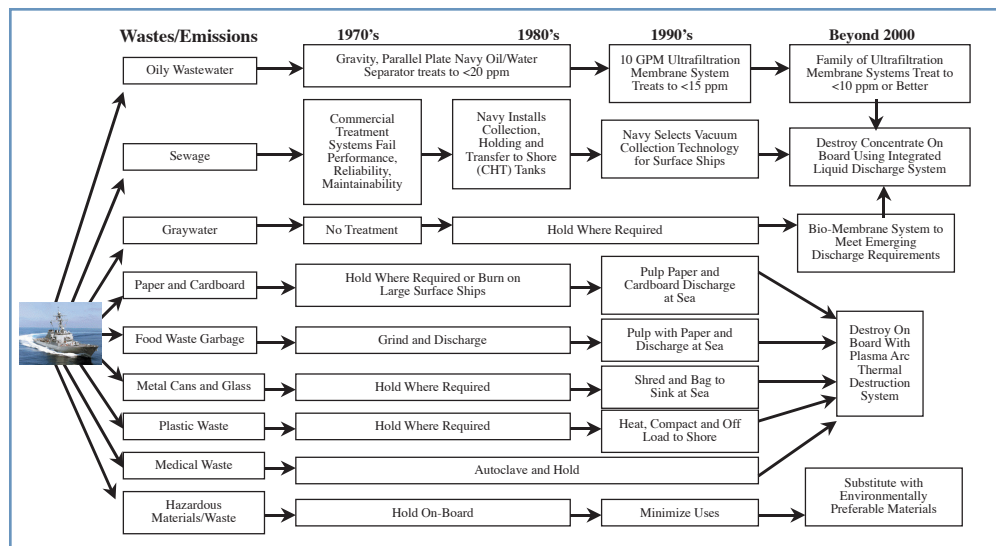 Wastes/Emissions
1970's
1980's
1990's
Beyond 2000
Oily Wastewater
Gravity, Parallel Plate Navy Oil/Water
Separator treats to <20 ppm
10 GPM Ultrafiltration
Membrane System
Treats to <15 ppm
Family of Ultrafiltration
Membrane Systems Treat to
<10 ppm or Better
Sewage
Commercial
Treatment
Systems Fail
Performance,
Reliability,
Maintainability
Navy Installs
Collection,
Holding and
Transfer to Shore
(CHT) Tanks
Navy Selects Vacuum
Collection Technology
for Surface Ships
Destroy Concentrate On
Board Using Integrated
Liquid Discharge System
Graywater
No Treatment
Hold Where Required
Bio-Membrane System to
Meet Emerging
Discharge Requirements
Paper and Cardboard
Hold Where Required or Burn on
Large Surface Ships
Pulp Paper and
Cardboard Discharge
at Sea
Destroy On
Board With
Plasma Arc
Thermal
Destruction
System
Food Waste Garbage
Grind and Discharge
Pulp with Paper and
Discharge at Sea
Metal Cans and Glass
Hold Where Required
Shred and Bag to
Sink at Sea
Plastic Waste
Hold Where Required
Heat, Compact and Off
Load to Shore
Medical Waste
Autoclave and Hold
Hazardous
Materials/Waste
Hold On-Board
Minimize Uses
Substitute with
Environmentally
Preferable Materials